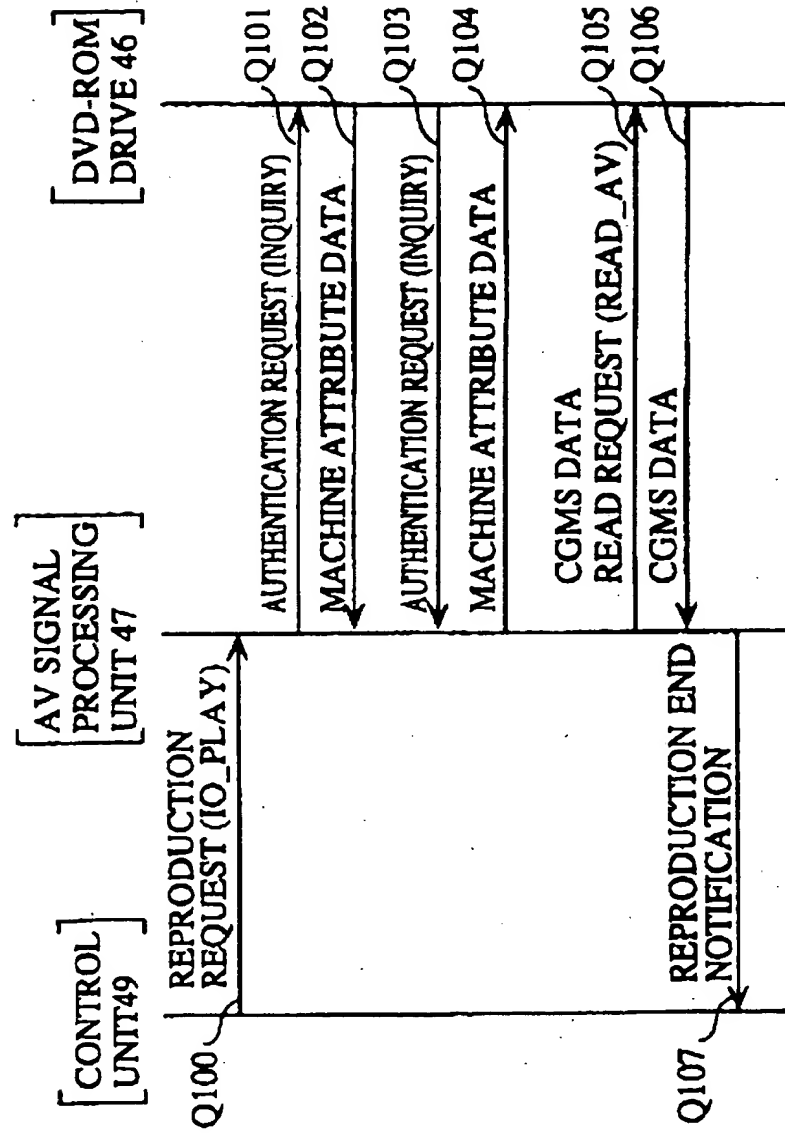 CONTROL
UNIT49
AV SIGNAL
PROCESSING
UNIT 47
DVD-ROM
DRIVE 46
Q100
REPRODUCTION
REQUEST (IO_PLAY)
AUTHENTICATION REQUEST (INQUIRY)
Q101
MACHINE ATTRIBUTE DATA
Q102
AUTHENTICATION REQUEST (INQUIRY)
Q103
MACHINE ATTRIBUTE DATA
Q104
CGMS DATA
READ REQUEST (READ_AV)
Q105
CGMS DATA
Q106
REPRODUCTION END
NOTIFICATION
Q107